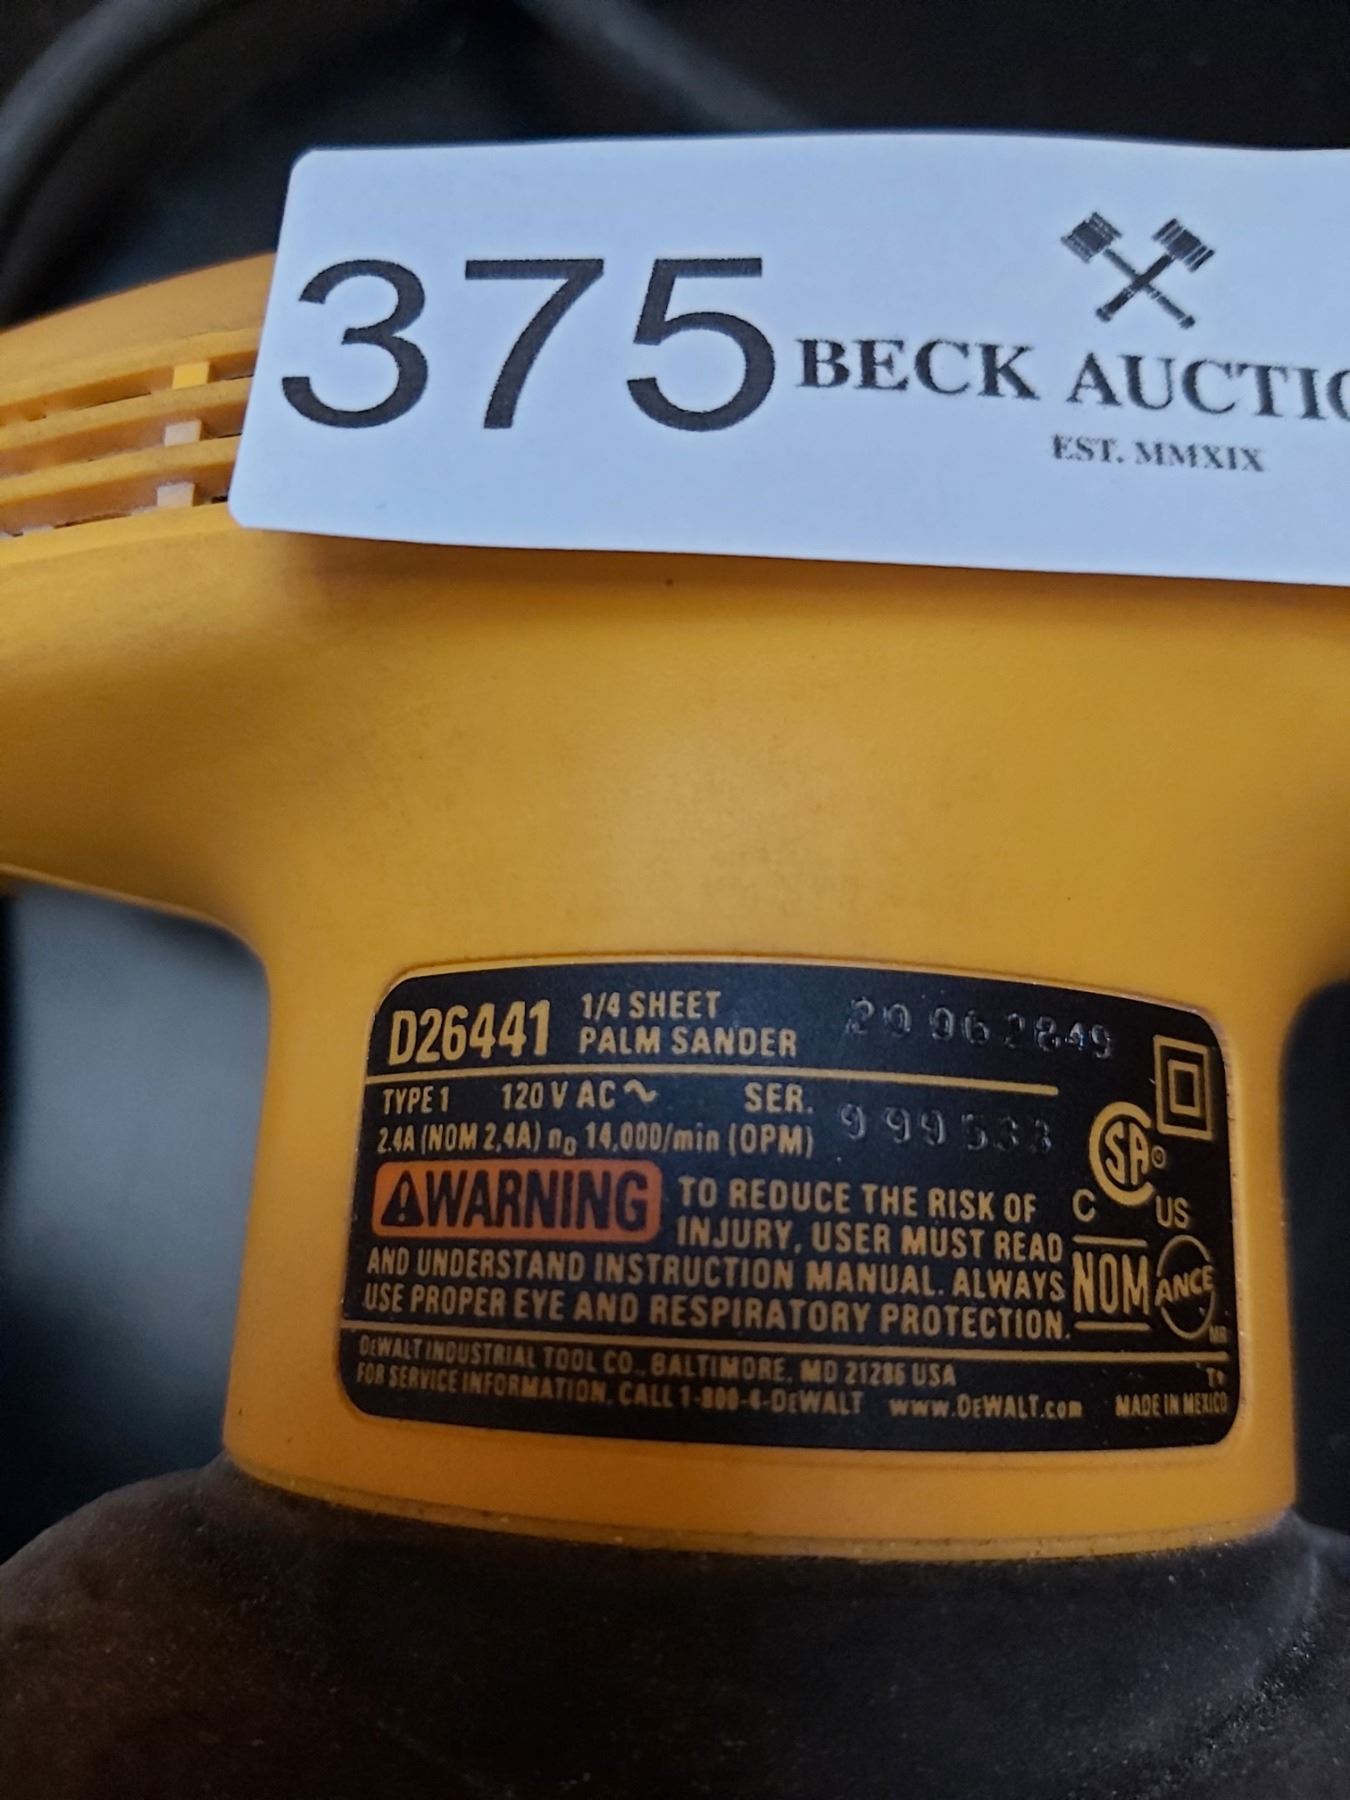 375 BECK AUCTIO
EST. MMXIX
D26441 1/4 SHEET
PALM SANDER
TYPE 1 120 V AC ~ SER.
2.4A (NOM 2,4A) n₀ 14,000/min (OPM) 999533
⚠WARNING TO REDUCE THE RISK OF
INJURY, USER MUST READ
AND UNDERSTAND INSTRUCTION MANUAL. ALWAYS
USE PROPER EYE AND RESPIRATORY PROTECTION.
CSA®
C US
NOM ANCE
MR
DEWALT INDUSTRIAL TOOL CO., BALTIMORE, MD 21286 USA
FOR SERVICE INFORMATION, CALL 1-800-4-DEWALT www.DEWALT.com MADE IN MEXICO